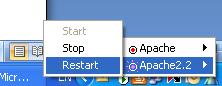 Start
Stop
Restart
Apache
Apache2.2
Micr...
EN